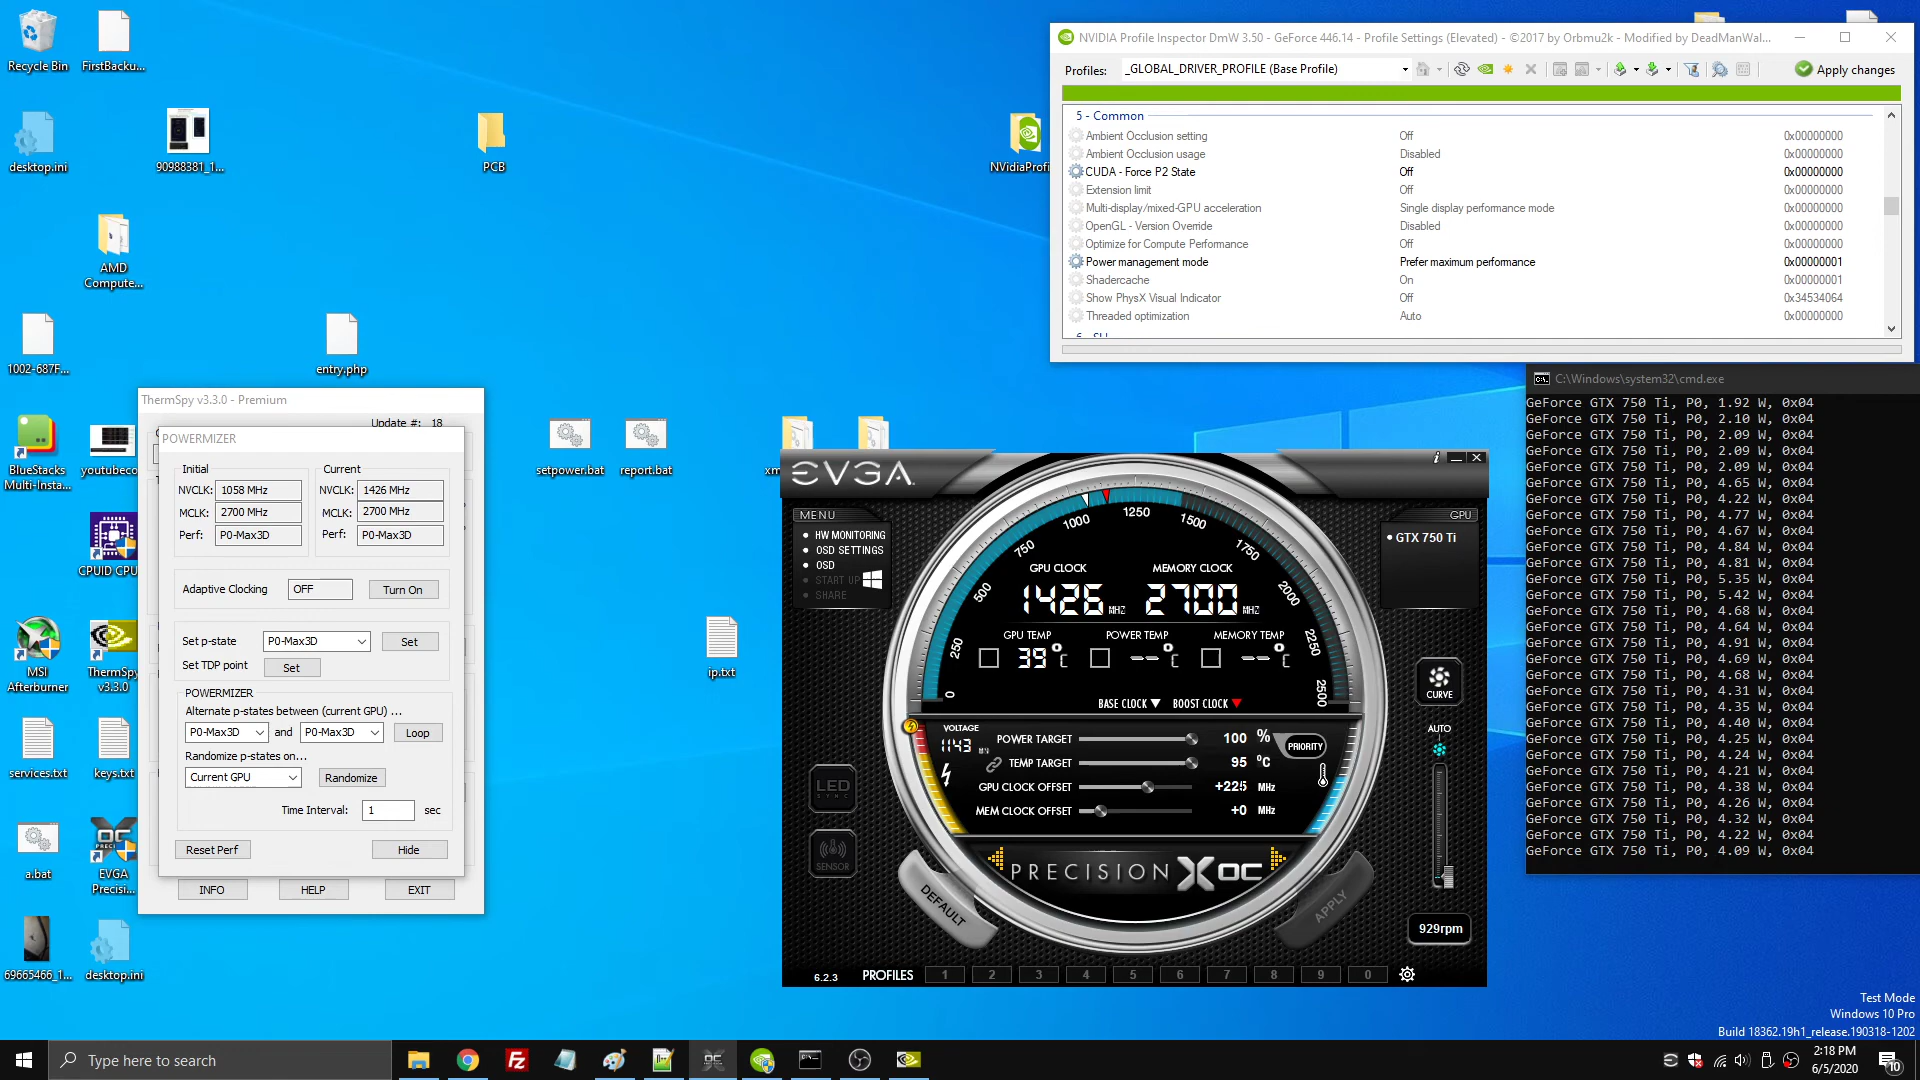 Recycle Bin
FirstBacku...
desktop.ini
90988381_1...
PCB
NVidiaProfi
AMD
Compute...
1002-687F...
entry.php
BlueStacks
Multi-Insta...
youtubeco
setpower.bat
report.bat
xm
CPUID CPU
MSI
Afterburner
ThermSpy
v3.3.0
ip.txt
services.txt
keys.txt
a.bat
EVGA
Precisi...
69665466_1...
desktop.ini
NVIDIA Profile Inspector DmW 3.50 - GeForce 446.14 - Profile Settings (Elevated) - ©2017 by Orbmu2k - Modified by DeadManWal...
Profiles: _GLOBAL_DRIVER_PROFILE (Base Profile) Apply changes
5 - Common
Ambient Occlusion setting Off 0x00000000
Ambient Occlusion usage Disabled 0x00000000
CUDA - Force P2 State Off 0x00000000
Extension limit Off 0x00000000
Multi-display/mixed-GPU acceleration Single display performance mode 0x00000000
OpenGL - Version Override Disabled 0x00000000
Optimize for Compute Performance Off 0x00000000
Power management mode Prefer maximum performance 0x00000001
Shadercache On 0x00000001
Show PhysX Visual Indicator Off 0x34534064
Threaded optimization Auto 0x00000000
ThermSpy v3.3.0 - Premium
Update #: 18
POWERMIZER
Initial Current
NVCLK: 1058 MHz NVCLK: 1426 MHz
MCLK: 2700 MHz MCLK: 2700 MHz
Perf: P0-Max3D Perf: P0-Max3D
Adaptive Clocking OFF Turn On
Set p-state P0-Max3D Set
Set TDP point Set
POWERMIZER
Alternate p-states between (current GPU) ...
P0-Max3D and P0-Max3D Loop
Randomize p-states on...
Current GPU Randomize
Time Interval: 1 sec
Reset Perf Hide
INFO HELP EXIT
EVGA
i
MENU GPU
HW MONITORING
OSD SETTINGS
OSD
START UP
SHARE
GTX 750 Ti
0 250 500 750 1000 1250 1500 1750 2000 2250 2500
GPU CLOCK MEMORY CLOCK
1426 MHZ 2700 MHZ
GPU TEMP POWER TEMP MEMORY TEMP
39 °C -- °C -- °C
BASE CLOCK BOOST CLOCK
VOLTAGE
1143
POWER TARGET 100 % PRIORITY
TEMP TARGET 95 °C
GPU CLOCK OFFSET +225 MHz
MEM CLOCK OFFSET +0 MHz
PRECISION XOC
DEFAULT APPLY
CURVE
AUTO
LED
SYNC
SENSOR
929rpm
6.2.3 PROFILES 1 2 3 4 5 6 7 8 9 0
C:\Windows\system32\cmd.exe
GeForce GTX 750 Ti, P0, 1.92 W, 0x04
GeForce GTX 750 Ti, P0, 2.10 W, 0x04
GeForce GTX 750 Ti, P0, 2.09 W, 0x04
GeForce GTX 750 Ti, P0, 2.09 W, 0x04
GeForce GTX 750 Ti, P0, 2.09 W, 0x04
GeForce GTX 750 Ti, P0, 4.65 W, 0x04
GeForce GTX 750 Ti, P0, 4.22 W, 0x04
GeForce GTX 750 Ti, P0, 4.77 W, 0x04
GeForce GTX 750 Ti, P0, 4.67 W, 0x04
GeForce GTX 750 Ti, P0, 4.84 W, 0x04
GeForce GTX 750 Ti, P0, 4.81 W, 0x04
GeForce GTX 750 Ti, P0, 5.35 W, 0x04
GeForce GTX 750 Ti, P0, 5.42 W, 0x04
GeForce GTX 750 Ti, P0, 4.68 W, 0x04
GeForce GTX 750 Ti, P0, 4.64 W, 0x04
GeForce GTX 750 Ti, P0, 4.91 W, 0x04
GeForce GTX 750 Ti, P0, 4.69 W, 0x04
GeForce GTX 750 Ti, P0, 4.68 W, 0x04
GeForce GTX 750 Ti, P0, 4.31 W, 0x04
GeForce GTX 750 Ti, P0, 4.35 W, 0x04
GeForce GTX 750 Ti, P0, 4.40 W, 0x04
GeForce GTX 750 Ti, P0, 4.25 W, 0x04
GeForce GTX 750 Ti, P0, 4.24 W, 0x04
GeForce GTX 750 Ti, P0, 4.21 W, 0x04
GeForce GTX 750 Ti, P0, 4.38 W, 0x04
GeForce GTX 750 Ti, P0, 4.26 W, 0x04
GeForce GTX 750 Ti, P0, 4.32 W, 0x04
GeForce GTX 750 Ti, P0, 4.22 W, 0x04
GeForce GTX 750 Ti, P0, 4.09 W, 0x04
Test Mode
Windows 10 Pro
Build 18362.19h1_release.190318-1202
Type here to search
2:18 PM
6/5/2020
10